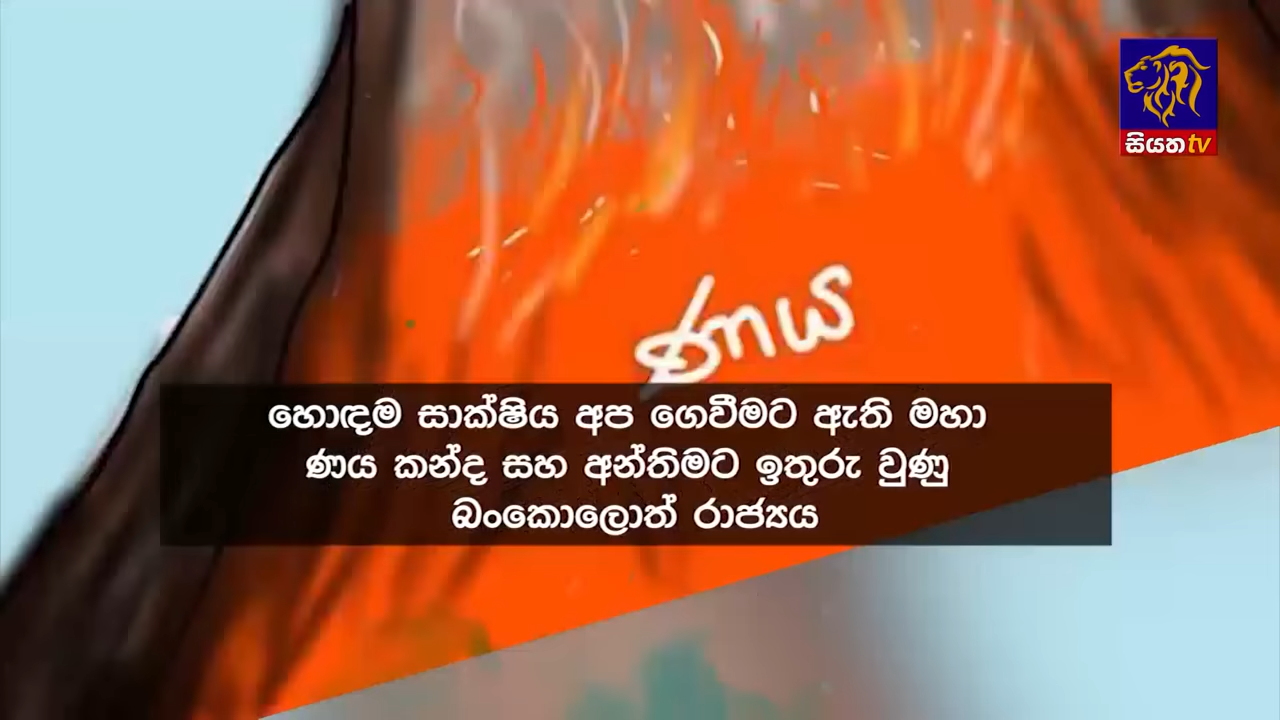 සියත tv
ණය
හොඳම සාක්ෂිය අප ගෙවීමට ඇති මහා
ණය කන්ද සහ අන්තිමට ඉතුරු වුණු
බංකොලොත් රාජ්‍යය